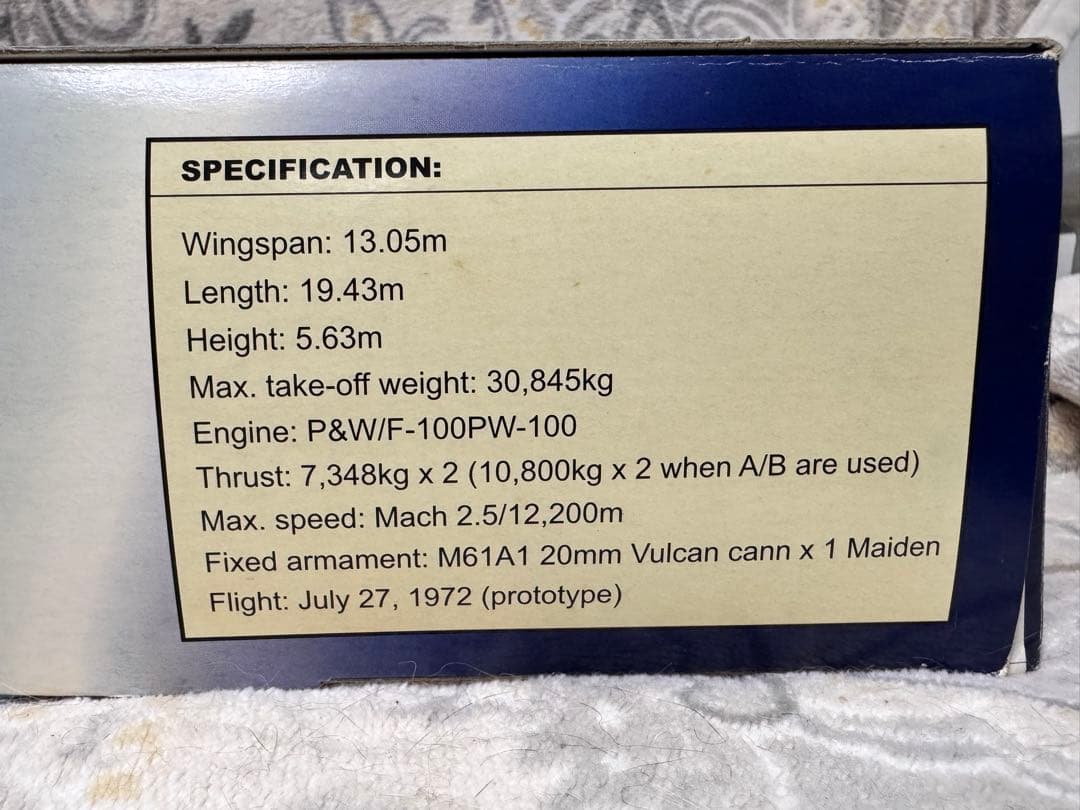 SPECIFICATION:
Wingspan: 13.05m
Length: 19.43m
Height: 5.63m
Max. take-off weight: 30,845kg
Engine: P&W/F-100PW-100
Thrust: 7,348kg x 2 (10,800kg x 2 when A/B are used)
Max. speed: Mach 2.5/12,200m
Fixed armament: M61A1 20mm Vulcan cann x 1 Maiden
Flight: July 27, 1972 (prototype)